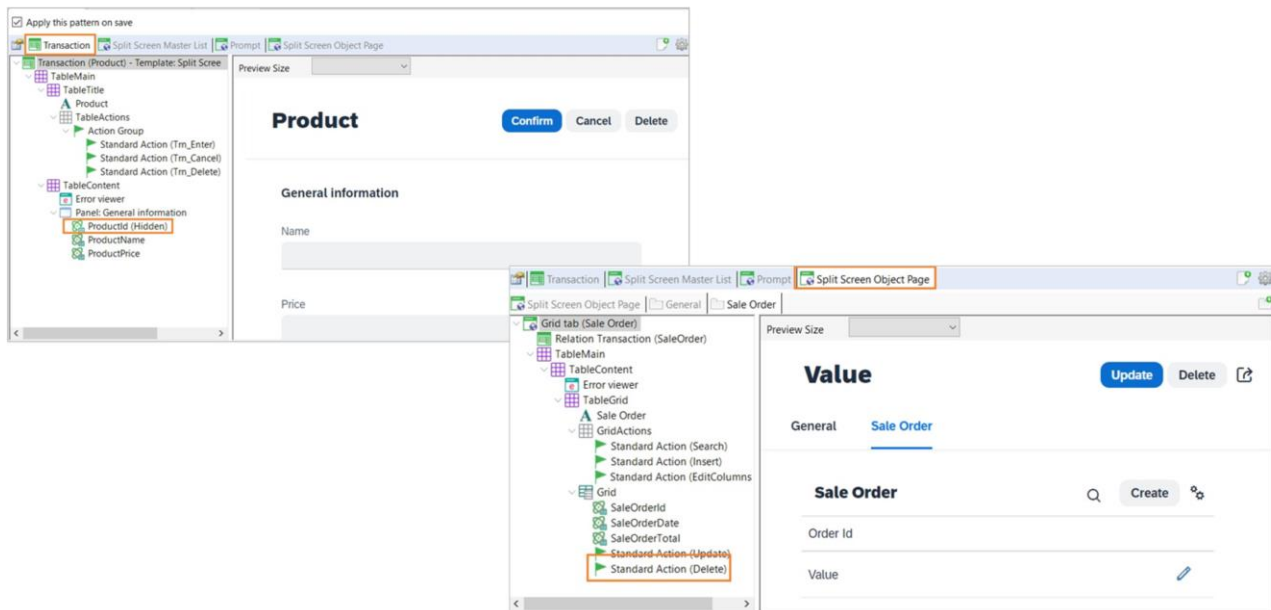 Apply this pattern on save
Transaction Split Screen Master List Prompt Split Screen Object Page
Transaction (Product) - Template: Split Scree
TableMain
TableTitle
Product
TableActions
Action Group
Standard Action (Trn_Enter)
Standard Action (Trn_Cancel)
Standard Action (Trn_Delete)
TableContent
Error viewer
Panel: General information
ProductId (Hidden)
ProductName
ProductPrice
Preview Size
Product Confirm Cancel Delete
General information
Name
Price
Transaction Split Screen Master List Prompt Split Screen Object Page
Split Screen Object Page General Sale Order
Grid tab (Sale Order)
Relation Transaction (SaleOrder)
TableMain
TableContent
Error viewer
TableGrid
Sale Order
GridActions
Standard Action (Search)
Standard Action (Insert)
Standard Action (EditColumns
Grid
SaleOrderId
SaleOrderDate
SaleOrderTotal
Standard Action (Update)
Standard Action (Delete)
Preview Size
Value Update Delete
General Sale Order
Sale Order Create
Order Id
Value